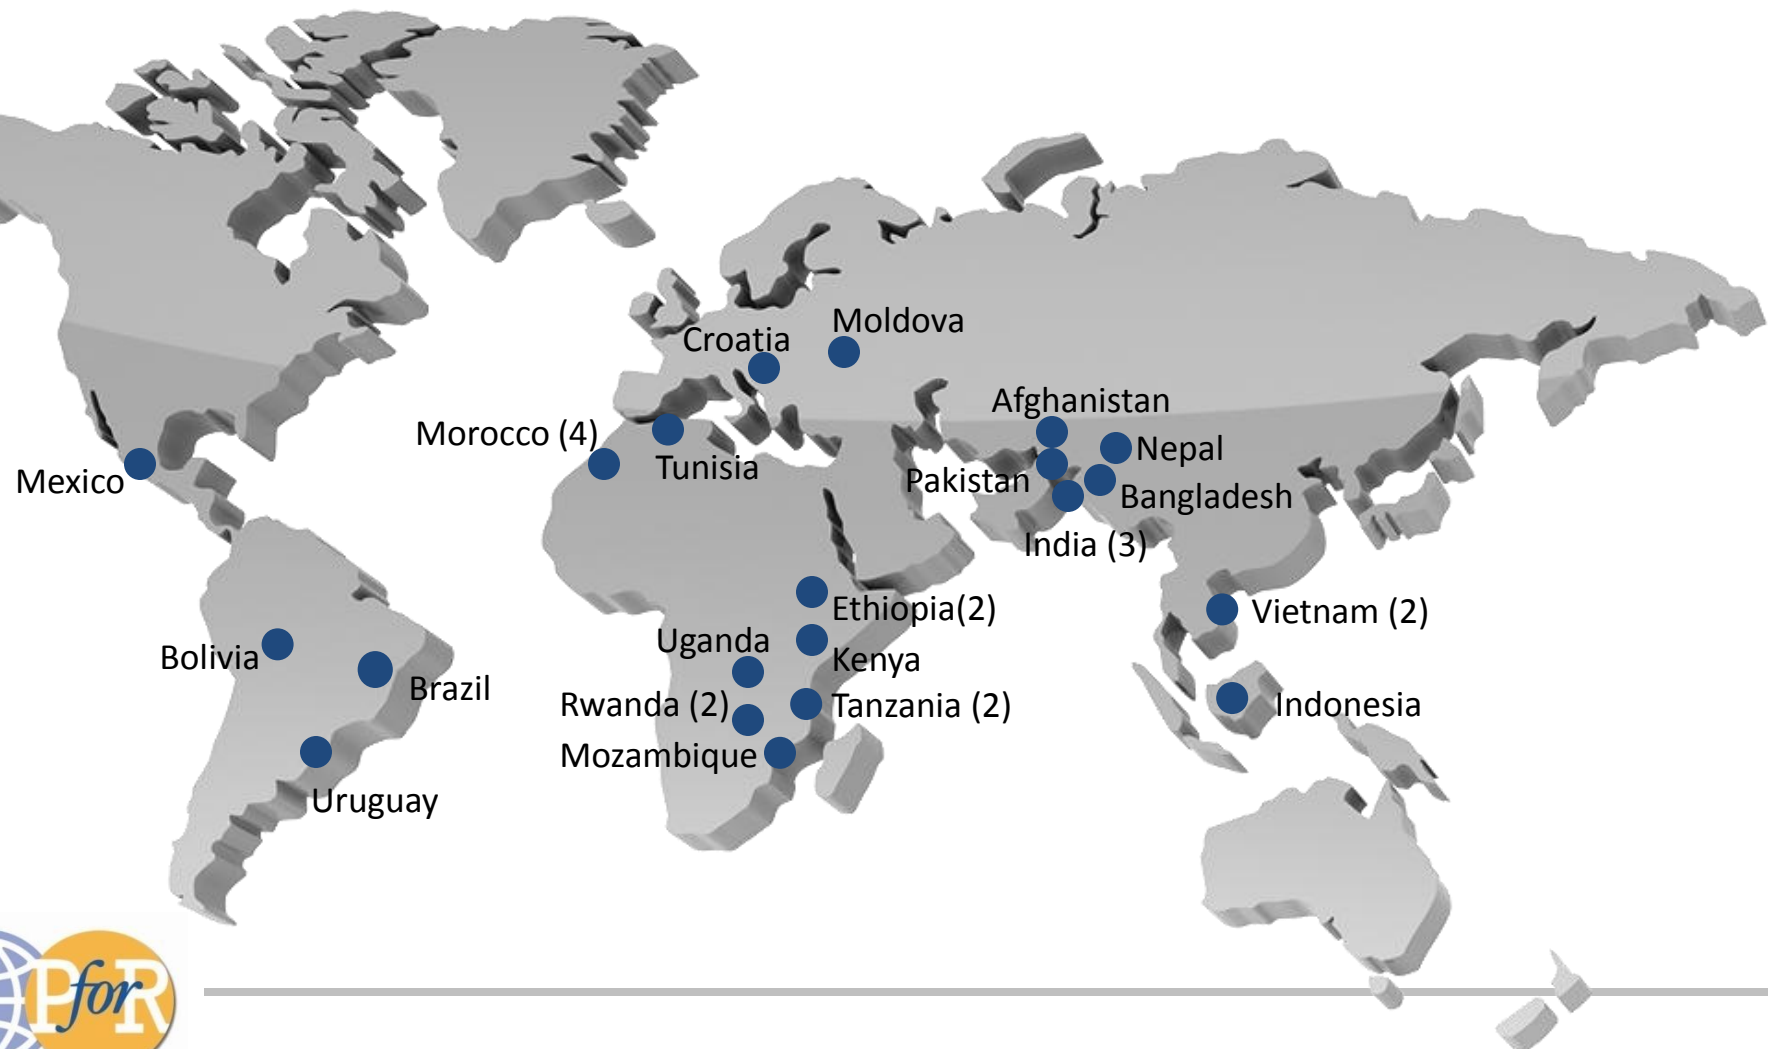 Moldova
Croatia
Afghanistan
Morocco (4)
Nepal
Tunisia
Mexico
Pakistan
Bangladesh
India (3)
Ethiopia(2)
Vietnam (2)
Uganda
Bolivia
Kenya
Brazil
Rwanda (2)
Tanzania (2)
Indonesia
Mozambique
Uruguay
PforR